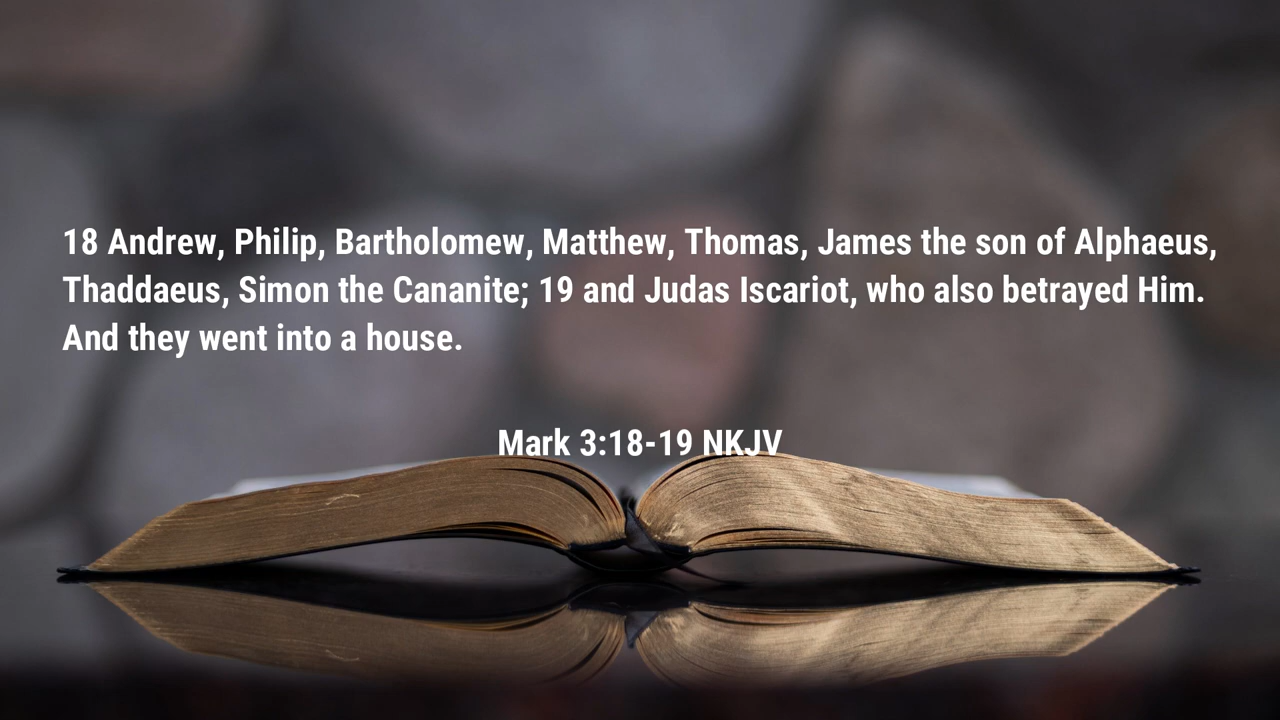 18 Andrew, Philip, Bartholomew, Matthew, Thomas, James the son of Alphaeus,
Thaddaeus, Simon the Cananite; 19 and Judas Iscariot, who also betrayed Him.
And they went into a house.
Mark 3:18-19 NKJV